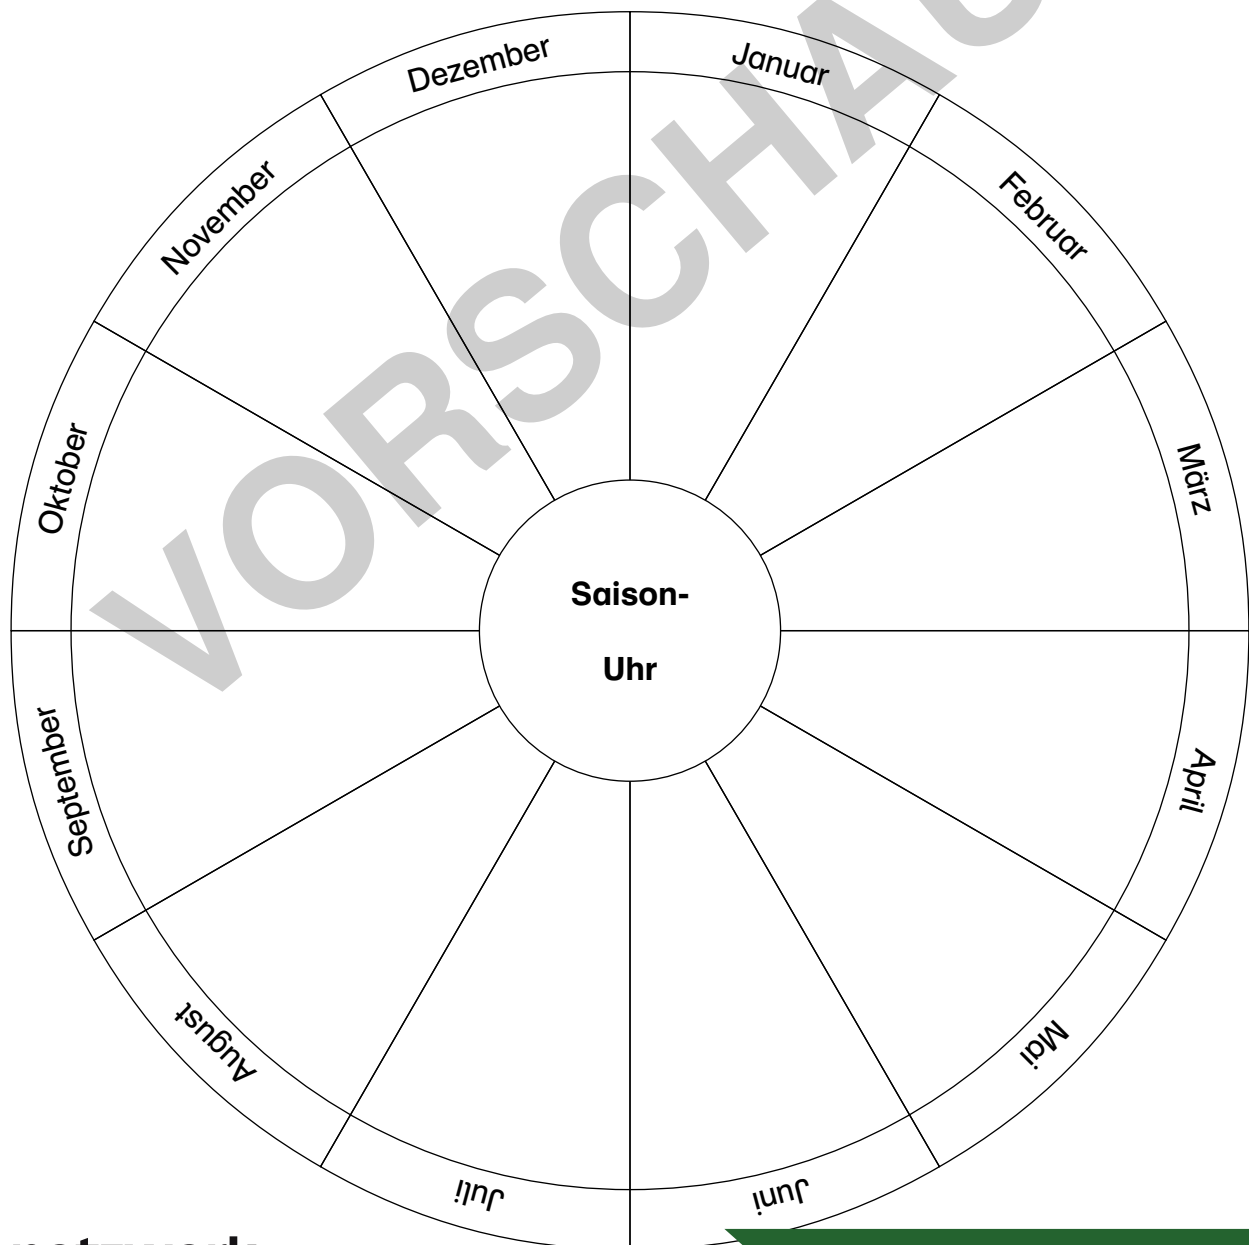 Dezember
Januar
Februar
März
April
Mai
Juni
Juli
August
September
Oktober
November
Saison-
Uhr
VORSCHAU
netzwerk